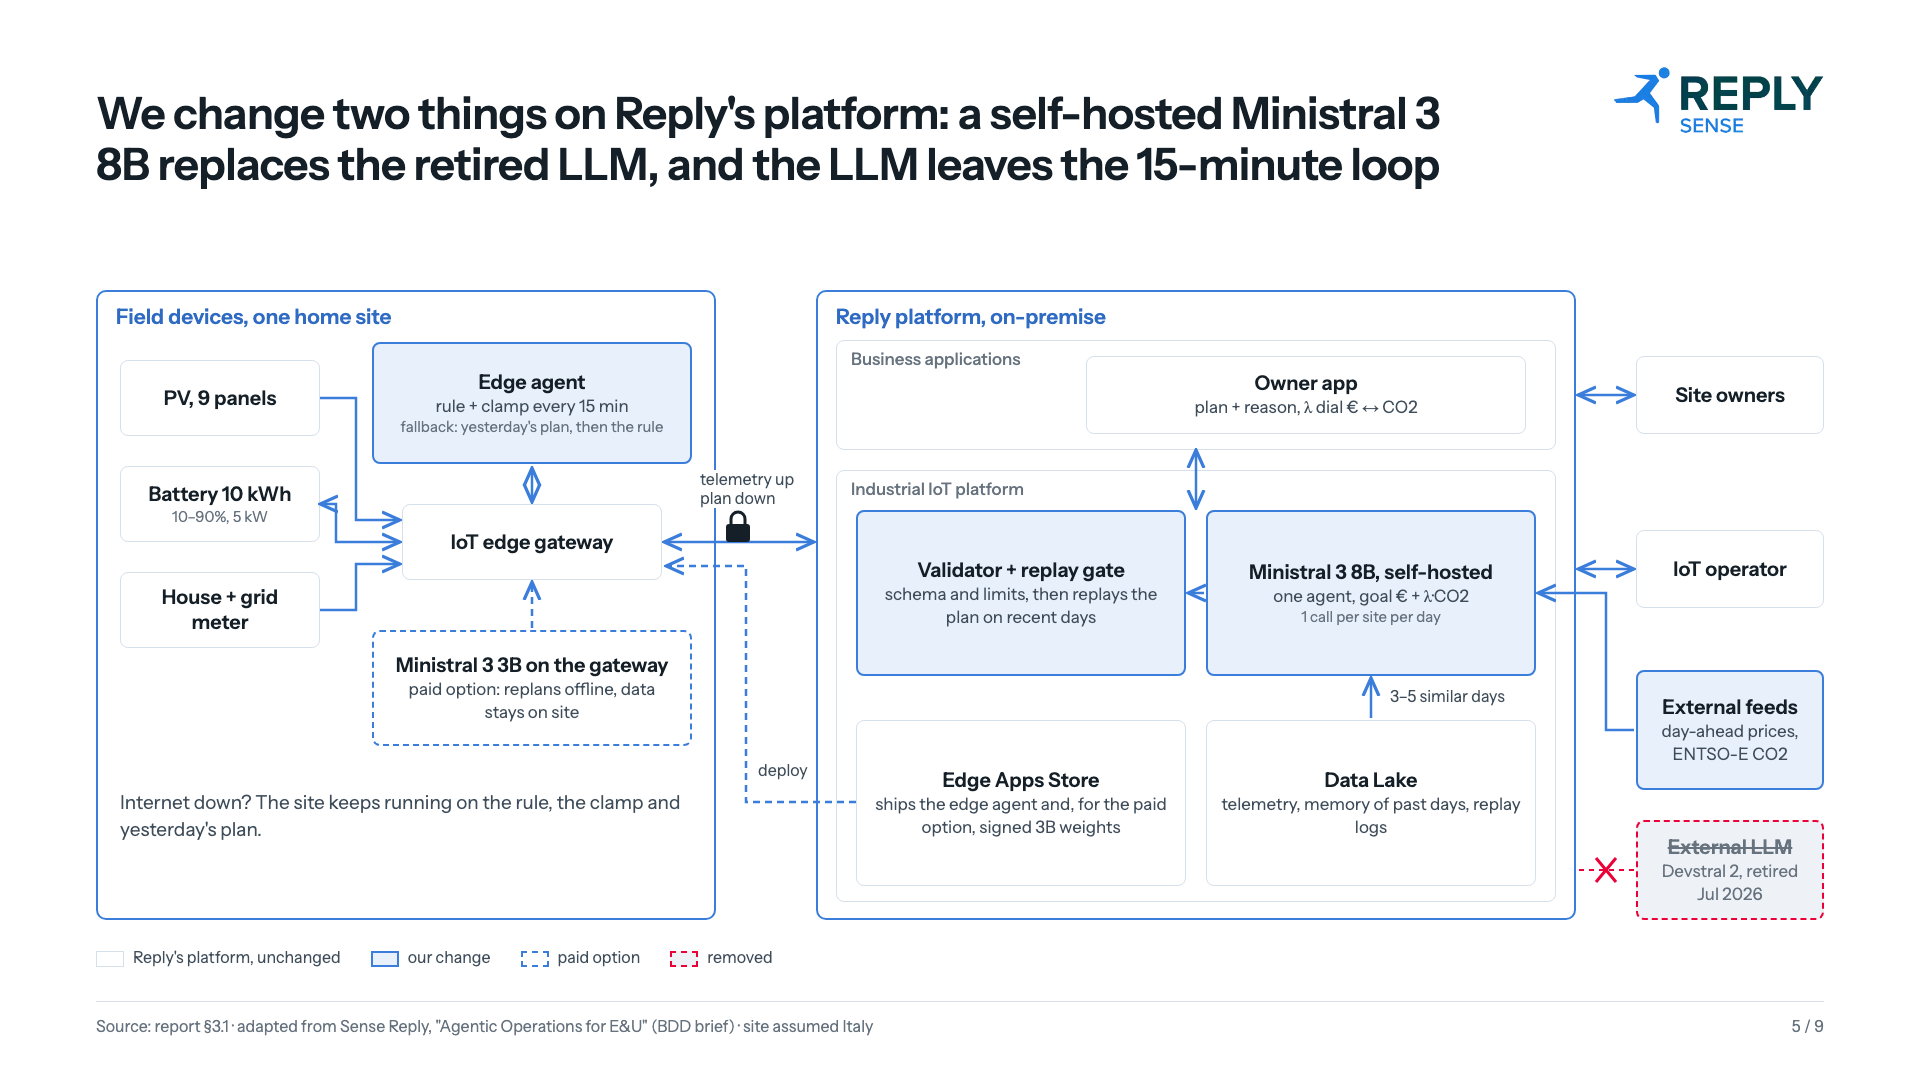 We change two things on Reply's platform: a self-hosted Ministral 3
8B replaces the retired LLM, and the LLM leaves the 15-minute loop
REPLY
SENSE
Field devices, one home site
PV, 9 panels
Edge agent
rule + clamp every 15 min
fallback: yesterday's plan, then the rule
Battery 10 kWh
10–90%, 5 kW
IoT edge gateway
House + grid
meter
Ministral 3 3B on the gateway
paid option: replans offline, data
stays on site
Internet down? The site keeps running on the rule, the clamp and
yesterday's plan.
telemetry up
plan down
deploy
Reply platform, on-premise
Business applications
Owner app
plan + reason, λ dial € ↔ CO2
Industrial IoT platform
Validator + replay gate
schema and limits, then replays the
plan on recent days
Ministral 3 8B, self-hosted
one agent, goal € + λ·CO2
1 call per site per day
3–5 similar days
Edge Apps Store
ships the edge agent and, for the paid
option, signed 3B weights
Data Lake
telemetry, memory of past days, replay
logs
Site owners
IoT operator
External feeds
day-ahead prices,
ENTSO-E CO2
External LLM
Devstral 2, retired
Jul 2026
Reply's platform, unchanged
our change
paid option
removed
Source: report §3.1 · adapted from Sense Reply, "Agentic Operations for E&U" (BDD brief) · site assumed Italy
5 / 9